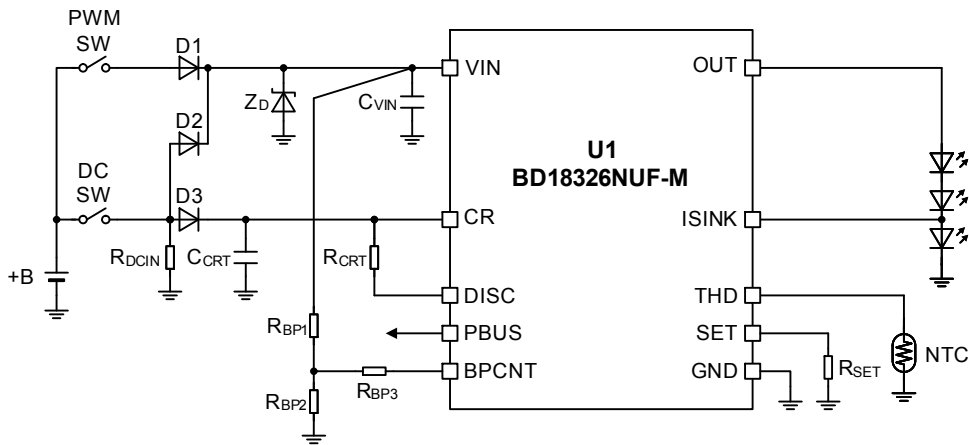 PWM
SW
D1
VIN
OUT
ZD
CVIN
D2
U1
BD18326NUF-M
DC
SW
D3
CR
ISINK
RDCIN
CCRT
RCRT
+B
DISC
THD
RBP1
PBUS
SET
NTC
BPCNT
GND
RSET
RBP2
RBP3